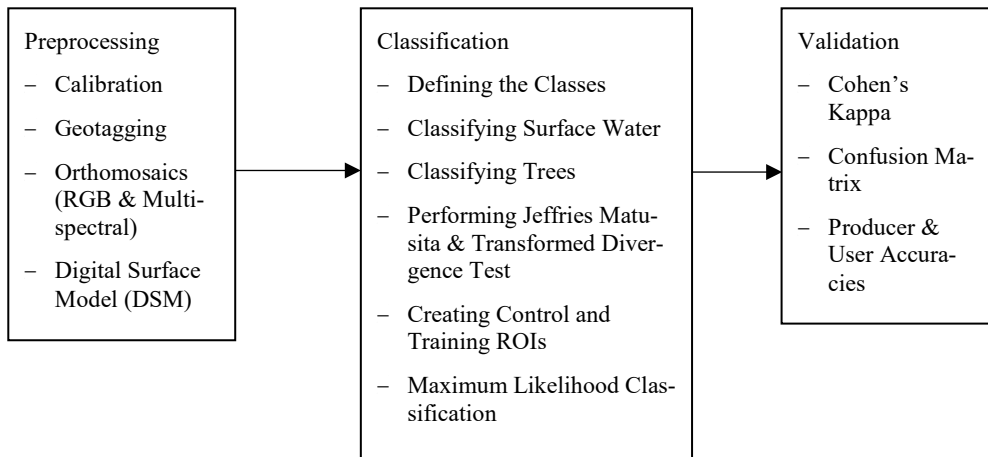 Preprocessing
– Calibration
– Geotagging
– Orthomosaics
(RGB & Multi-
spectral)
– Digital Surface
Model (DSM)
Classification
– Defining the Classes
– Classifying Surface Water
– Classifying Trees
– Performing Jeffries Matu-
sita & Transformed Diver-
gence Test
– Creating Control and
Training ROIs
– Maximum Likelihood Clas-
sification
Validation
– Cohen’s
Kappa
– Confusion Ma-
trix
– Producer &
User Accura-
cies